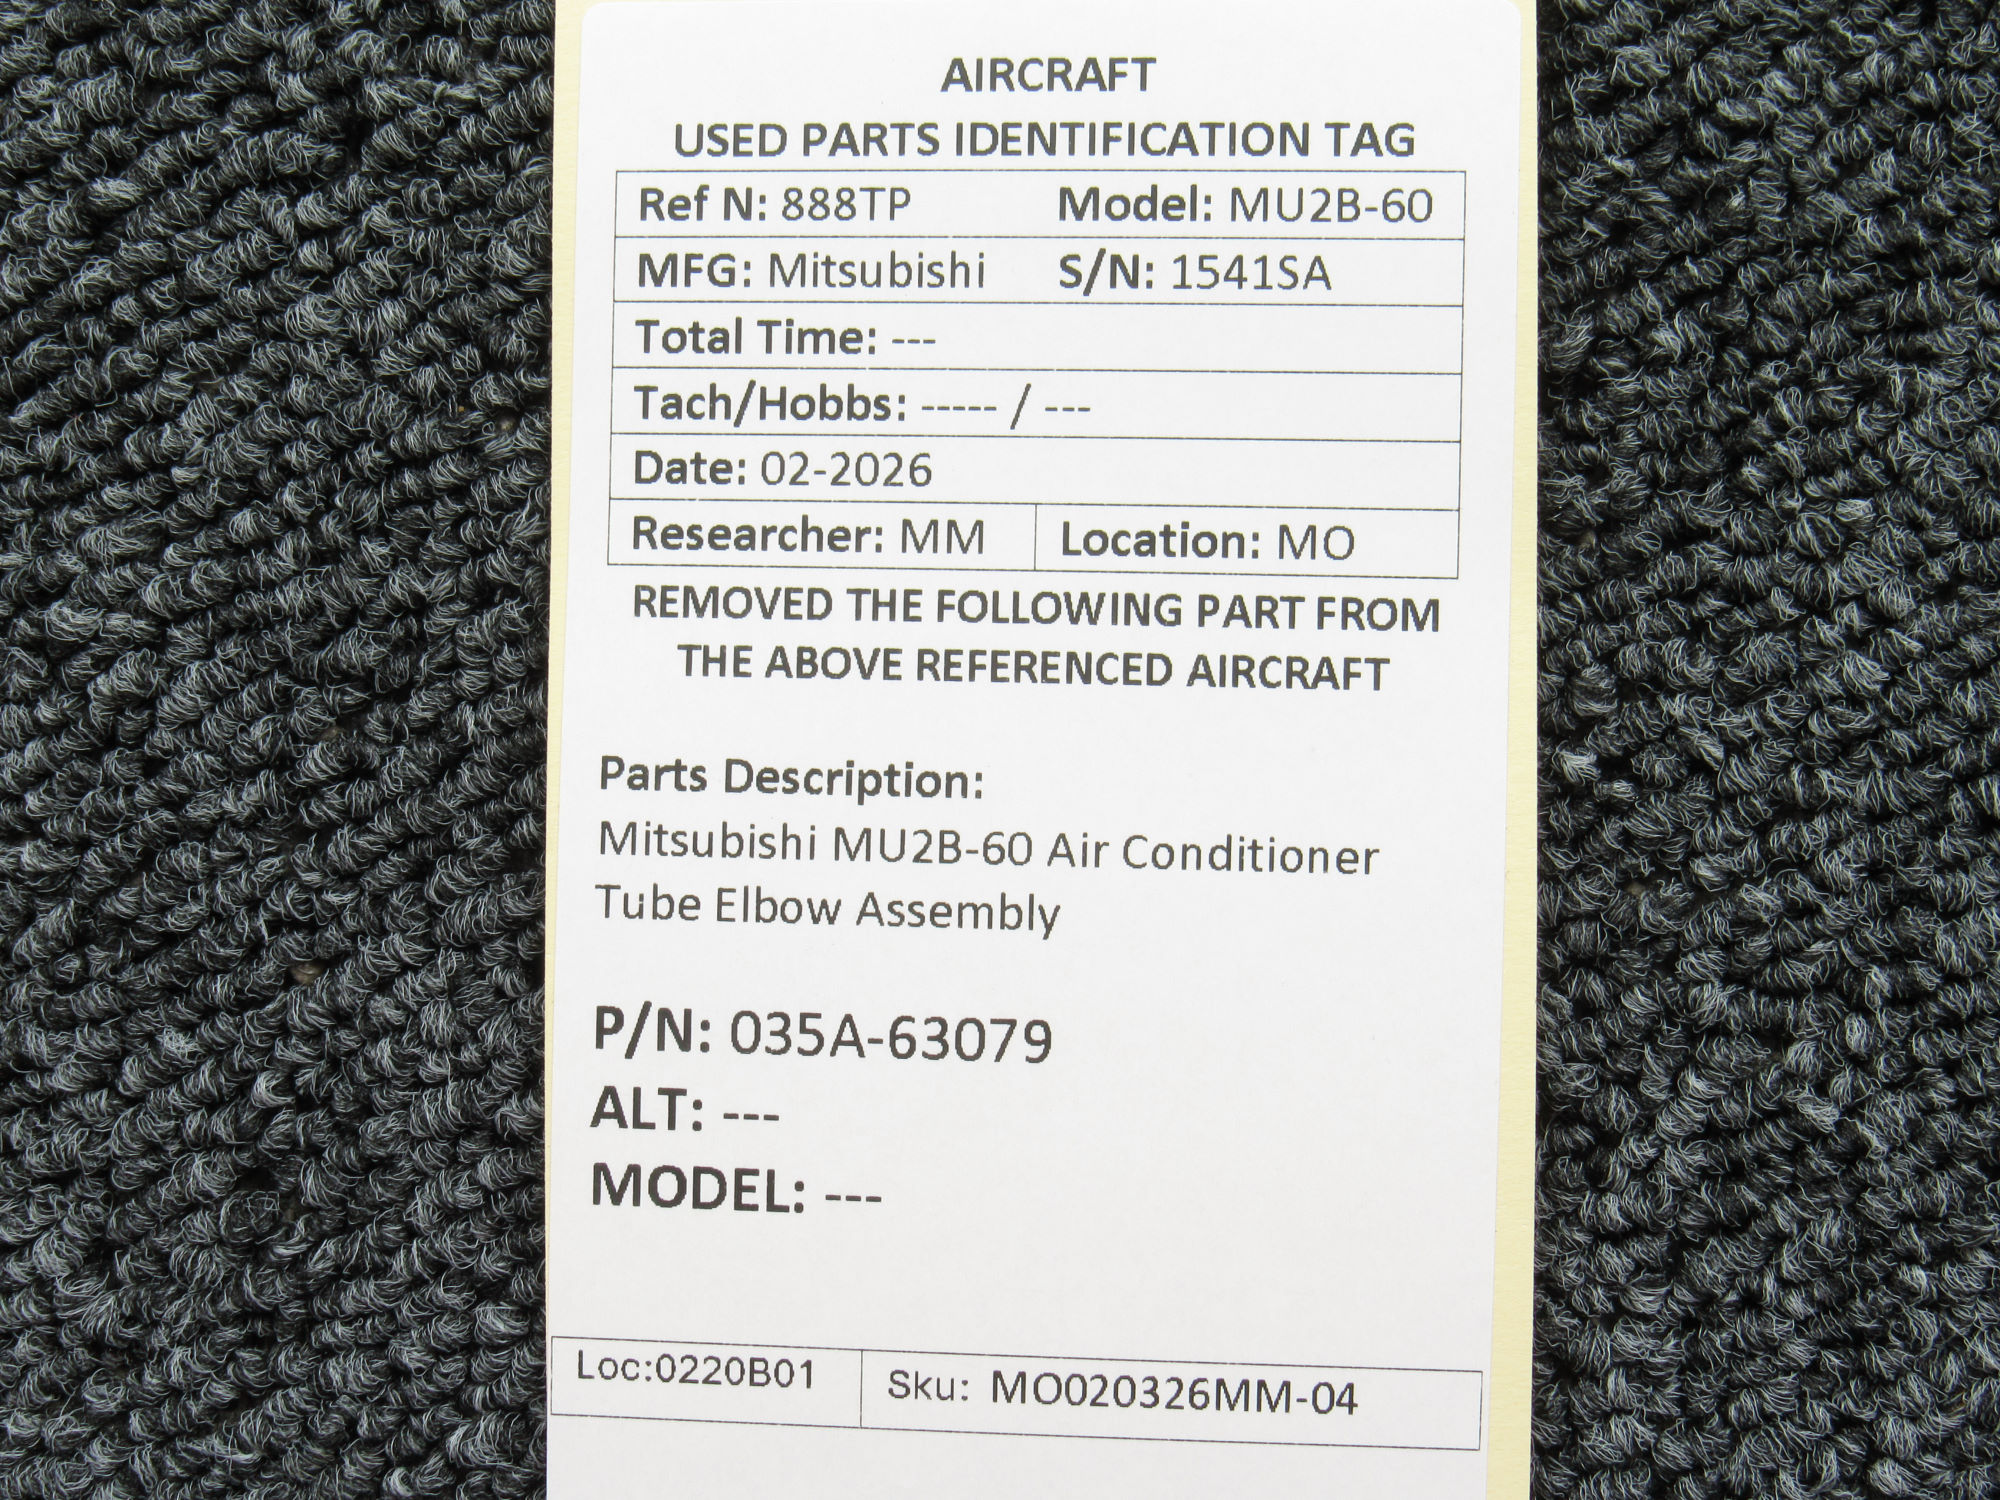 AIRCRAFT
USED PARTS IDENTIFICATION TAG
Ref N: 888TP Model: MU2B-60
MFG: Mitsubishi S/N: 1541SA
Total Time: ---
Tach/Hobbs: ----- / ---
Date: 02-2026
Researcher: MM Location: MO
REMOVED THE FOLLOWING PART FROM
THE ABOVE REFERENCED AIRCRAFT
Parts Description:
Mitsubishi MU2B-60 Air Conditioner
Tube Elbow Assembly
P/N: 035A-63079
ALT: ---
MODEL: ---
Loc:0220B01 Sku: MO020326MM-04